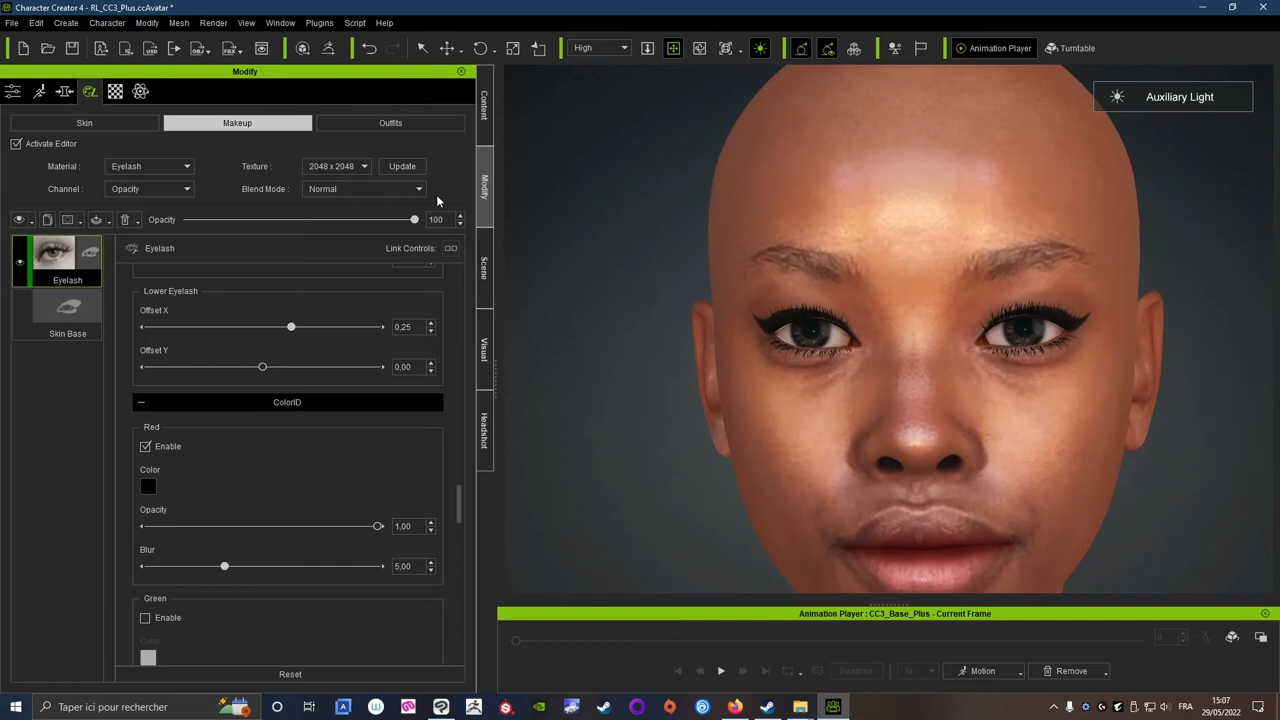 Character Creator 4 - RL_CC3_Plus.ccAvatar *
File Edit Create Character Modify Mesh Render View Window Plugins Script Help
High
Animation Player
Turntable
Modify
Auxiliary Light
Skin Makeup Outfits
Activate Editor
Material : Eyelash Texture : 2048 x 2048 Update
Channel : Opacity Blend Mode : Normal
Opacity 100
Eyelash
Link Controls:
Eyelash
Skin Base
Lower Eyelash
Offset X
0,25
Offset Y
0,00
ColorID
Red
Enable
Color
Opacity
1,00
Blur
5,00
Green
Enable
Color
Reset
Content
Modify
Scene
Visual
Headshot
Animation Player : CC3_Base_Plus - Current Frame
0
Realtime
1x
Motion
Remove
Taper ici pour rechercher
FRA
15:07
29/05/2022